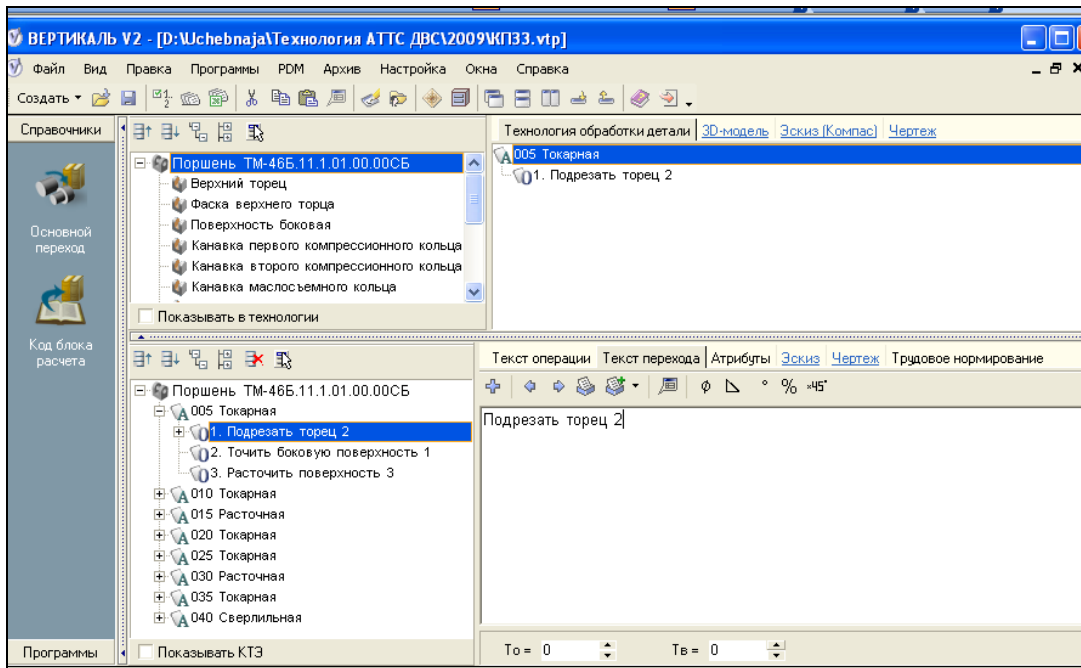 ВЕРТИКАЛЬ V2 - [D:\Uchebnaja\Технология АТТС ДВС\2009\КП33.vtp]
Файл Вид Правка Программы PDM Архив Настройка Окна Справка
Создать
Справочники
Основной
переход
Код блока
расчета
Программы
Поршень ТМ-46Б.11.1.01.00.00СБ
Верхний торец
Фаска верхнего торца
Поверхность боковая
Канавка первого компрессионного кольца
Канавка второго компрессионного кольца
Канавка маслосъемного кольца
Показывать в технологии
Технология обработки детали 3D-модель Эскиз (Компас) Чертеж
005 Токарная
1. Подрезать торец 2
Поршень ТМ-46Б.11.1.01.00.00СБ
005 Токарная
1. Подрезать торец 2
2. Точить боковую поверхность 1
3. Расточить поверхность 3
010 Токарная
015 Расточная
020 Токарная
025 Токарная
030 Расточная
035 Токарная
040 Сверлильная
Показывать КТЭ
Текст операции Текст перехода Атрибуты Эскиз Чертеж Трудовое нормирование
ϕ ° % ×45°
Подрезать торец 2
То = 0 Тв = 0